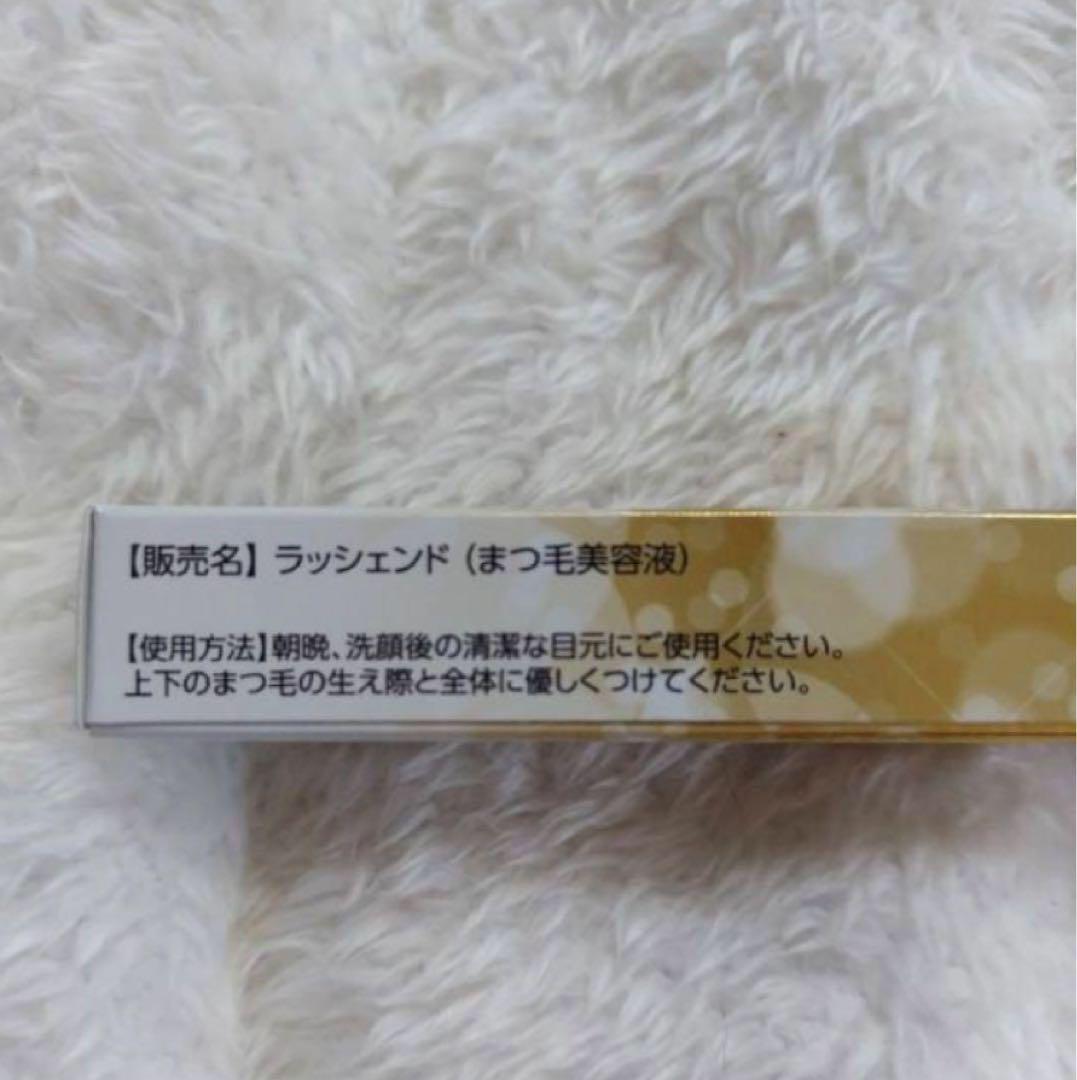 【販売名】ラッシェンド(まつ毛美容液)
【使用方法】朝晩、洗顔後の清潔な目元にご使用ください。
上下のまつ毛の生え際と全体に優しくつけてください。